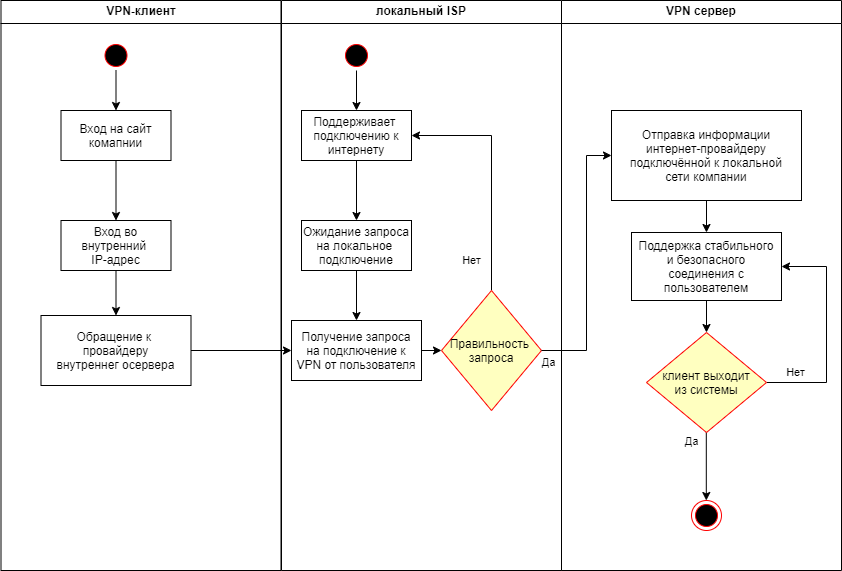 VPN-клиент
локальный ISP
VPN сервер
Вход на сайт
комапнии
Вход во
внутренний
IP-адрес
Обращение к
провайдеру
внутреннег осервера
Поддерживает
подключению к
интернету
Ожидание запроса
на локальное
подключение
Получение запроса
на подключение к
VPN от пользователя
Правильность
запроса
Нет
Да
Отправка информации
интернет-провайдеру
подключённой к локальной
сети компании
Поддержка стабильного
и безопасного
соединения с
пользователем
клиент выходит
из системы
Нет
Да